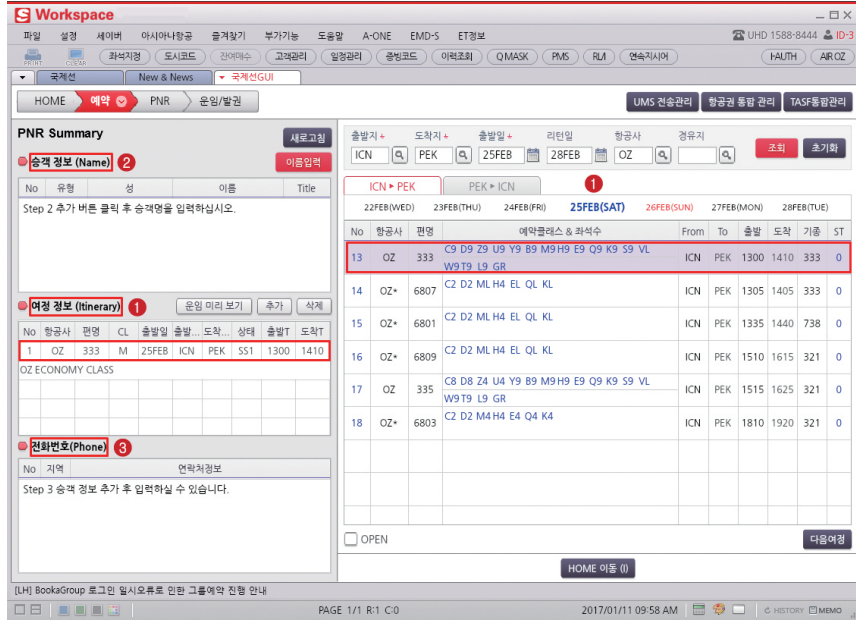 Workspace
파일 설정 세이버 아시아나항공 즐겨찾기 부가기능 도움말 A-ONE EMD-S ET정보 UHD 1588-8444 ID-3
PRINT CLEAR 좌석지정 도시코드 잔여매수 고객관리 일정관리 증빙코드 이력조회 Q MASK PMS 연속지시어 I-AUTH AIR OZ
국제선 New & News 국제선GUI
HOME 예약 PNR 운임/발권 UMS 전송관리 항공권 통합 관리 TASF통합관리
PNR Summary 새로고침
승객 정보 (Name) 2 이름입력
No 유형 성 이름 Title
Step 2 추가 버튼 클릭 후 승객명을 입력하십시오.
여정 정보 (Itinerary) 1 운임 미리 보기 추가 삭제
No 항공사 편명 CL 출발일 출발... 도착... 상태 출발T 도착T
1 OZ 333 M 25FEB ICN PEK SS1 1300 1410
OZ ECONOMY CLASS
전화번호(Phone) 3
No 지역 연락처정보
Step 3 승객 정보 추가 후 입력하실 수 있습니다.
출발지 + 도착지 + 출발일 + 리턴일 항공사 경유지
ICN PEK 25FEB 28FEB OZ 조회 초기화
ICN ▶ PEK PEK ▶ ICN 1
22FEB(WED) 23FEB(THU) 24FEB(FRI) 25FEB(SAT) 26FEB(SUN) 27FEB(MON) 28FEB(TUE)
No 항공사 편명 예약클래스 & 좌석수 From To 출발 도착 기종 ST
13 OZ 333 C9 D9 Z9 U9 Y9 B9 M9 H9 E9 Q9 K9 S9 VL ICN PEK 1300 1410 333 0
W9 T9 L9 GR
14 OZ* 6807 C2 D2 ML H4 EL QL KL ICN PEK 1305 1405 333 0
15 OZ* 6801 C2 D2 ML H4 EL QL KL ICN PEK 1335 1440 738 0
16 OZ* 6809 C2 D2 ML H4 EL QL KL ICN PEK 1510 1615 321 0
17 OZ 335 C8 D8 Z4 U4 Y9 B9 M9 H9 E9 Q9 K9 S9 VL ICN PEK 1515 1625 321 0
W9 T9 L9 GR
18 OZ* 6803 C2 D2 M4 H4 E4 Q4 K4 ICN PEK 1810 1920 321 0
OPEN 다음여정
HOME 이동 (I)
[LH] BookaGroup 로그인 일시오류로 인한 그룹예약 진행 안내
PAGE 1/1 R:1 C:0 2017/01/11 09:58 AM HISTORY MEMO